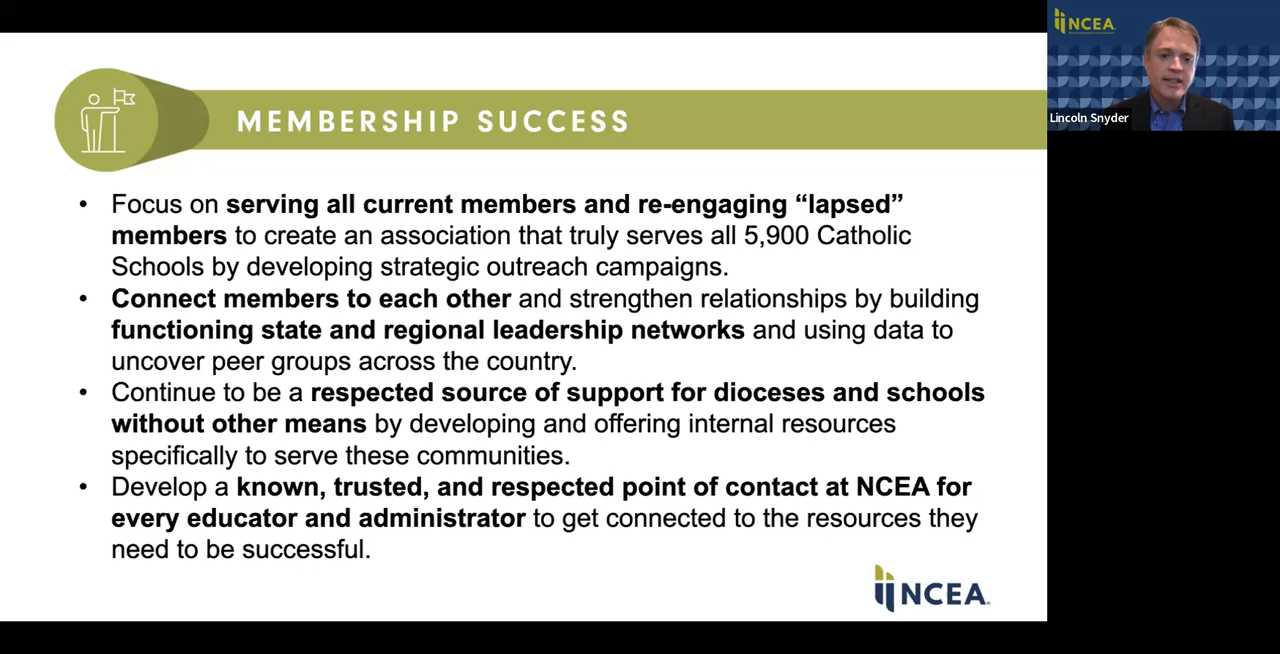 MEMBERSHIP SUCCESS
• Focus on serving all current members and re-engaging “lapsed”
members to create an association that truly serves all 5,900 Catholic
Schools by developing strategic outreach campaigns.
• Connect members to each other and strengthen relationships by building
functioning state and regional leadership networks and using data to
uncover peer groups across the country.
• Continue to be a respected source of support for dioceses and schools
without other means by developing and offering internal resources
specifically to serve these communities.
• Develop a known, trusted, and respected point of contact at NCEA for
every educator and administrator to get connected to the resources they
need to be successful.
NCEA
NCEA
Lincoln Snyder